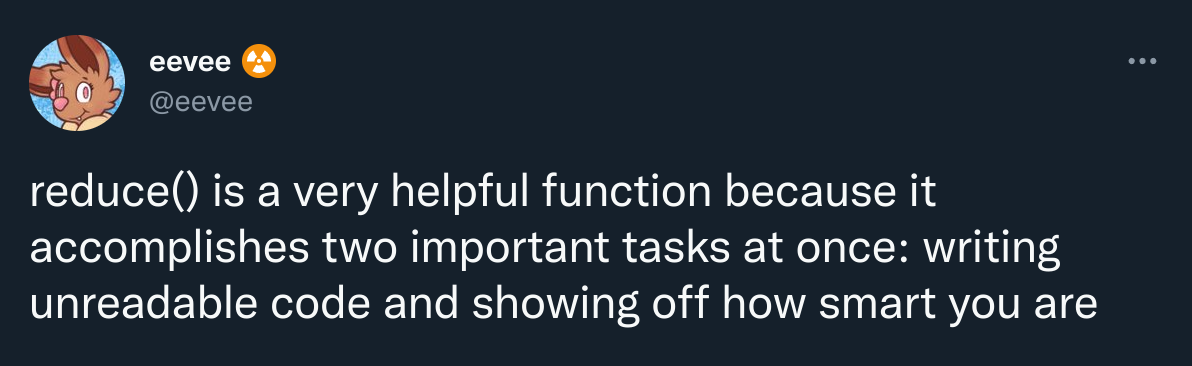 eevee
@eevee
reduce() is a very helpful function because it
accomplishes two important tasks at once: writing
unreadable code and showing off how smart you are